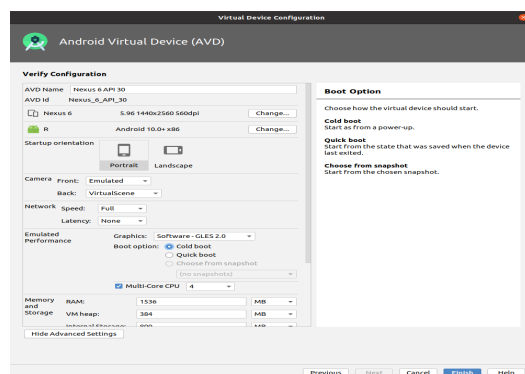 Virtual Device Configuration
Android Virtual Device (AVD)
Verify Configuration
AVD Name Nexus 6 API 30
AVD Id Nexus_6_API_30
Nexus 6 5.96 1440x2560 560dpi Change...
R Android 10.0+ x86 Change...
Startup orientation
Portrait Landscape
Camera Front: Emulated
Back: VirtualScene
Network Speed: Full
Latency: None
Emulated
Performance
Graphics: Software - GLES 2.0
Boot option: Cold boot
Quick boot
Choose from snapshot
(no snapshots)
Multi-Core CPU 4
Memory
and
Storage
RAM: 1536 MB
VM heap: 384 MB
Internal Storage: 800 MB
Hide Advanced Settings
Boot Option
Choose how the virtual device should start.
Cold boot
Start as from a power-up.
Quick boot
Start from the state that was saved when the device
last exited.
Choose from snapshot
Start from the chosen snapshot.
Previous Next Cancel Finish Help